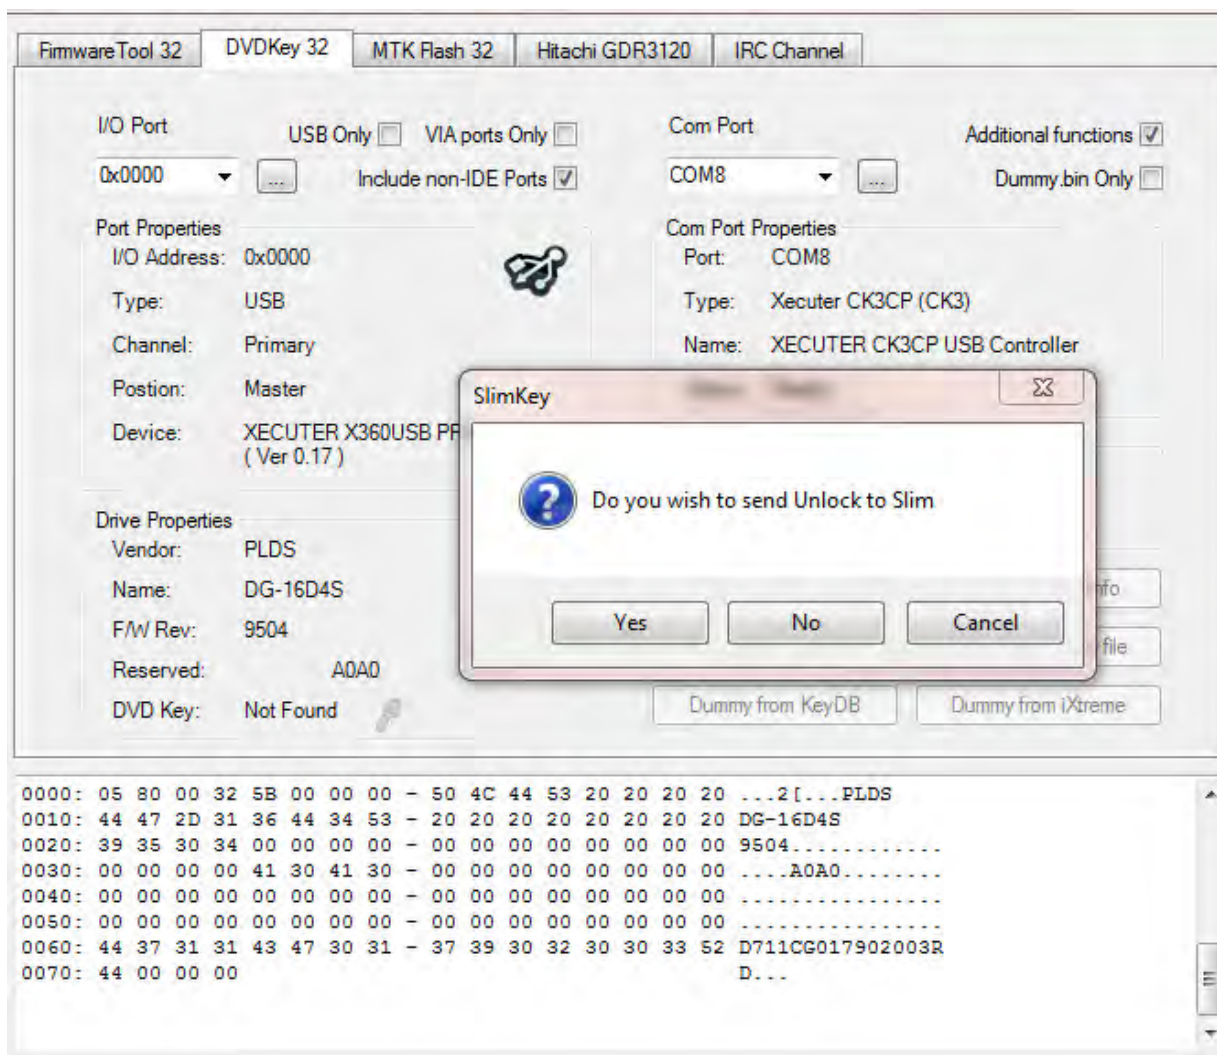 FirmwareTool 32 DVDKey 32 MTK Flash 32 Hitachi GDR3120 IRC Channel
I/O Port USB Only VIA ports Only Com Port Additional functions
0x0000 ... Include non-IDE Ports COM8 ... Dummy.bin Only
Port Properties Com Port Properties
I/O Address: 0x0000 Port: COM8
Type: USB Type: Xecuter CK3CP (CK3)
Channel: Primary Name: XECUTER CK3CP USB Controller
Postion: Master
Device: XECUTER X360USB PR
( Ver 0.17 )
SlimKey
Do you wish to send Unlock to Slim
Yes No Cancel
Drive Properties
Vendor: PLDS
Name: DG-16D4S nfo
F/W Rev: 9504
Reserved: A0A0 file
DVD Key: Not Found Dummy from KeyDB Dummy from iXtreme
0000: 05 80 00 32 5B 00 00 00 - 50 4C 44 53 20 20 20 20 ...2[...PLDS
0010: 44 47 2D 31 36 44 34 53 - 20 20 20 20 20 20 20 20 DG-16D4S
0020: 39 35 30 34 00 00 00 00 - 00 00 00 00 00 00 00 00 9504............
0030: 00 00 00 00 41 30 41 30 - 00 00 00 00 00 00 00 00 ....A0A0........
0040: 00 00 00 00 00 00 00 00 - 00 00 00 00 00 00 00 00 ................
0050: 00 00 00 00 00 00 00 00 - 00 00 00 00 00 00 00 00 ................
0060: 44 37 31 31 43 47 30 31 - 37 39 30 32 30 30 33 52 D711CG017902003R
0070: 44 00 00 00 D...